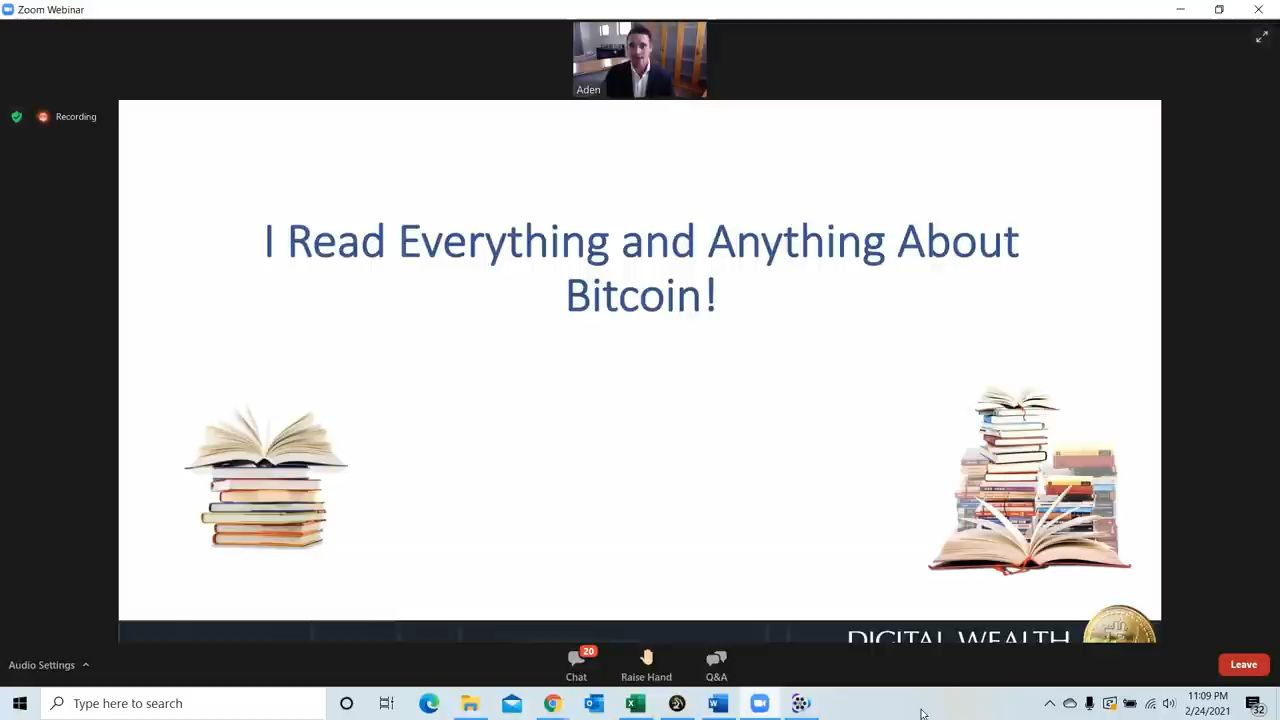 Zoom Webinar
Aden
Recording
I Read Everything and Anything About
Bitcoin!
DIGITAL WEALTH
Audio Settings
20
Chat
Raise Hand
Q&A
Leave
Type here to search
11:09 PM
2/24/2021
32